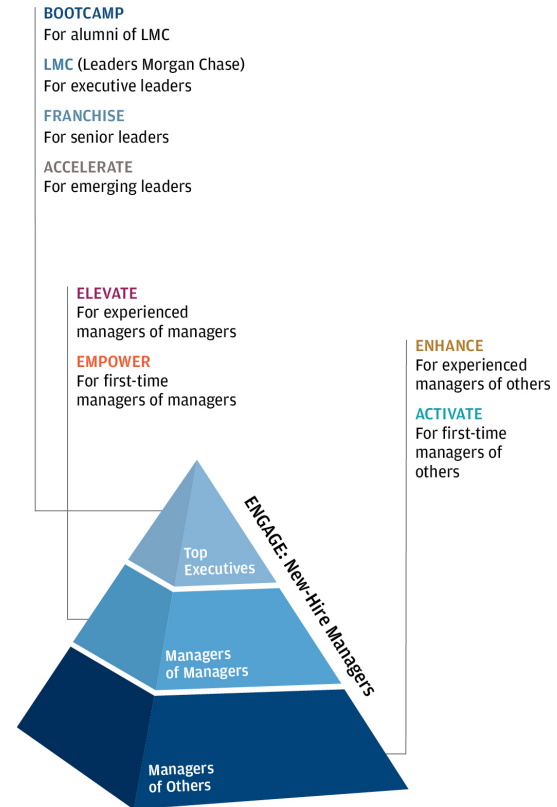 BOOTCAMP
For alumni of LMC
LMC (Leaders Morgan Chase)
For executive leaders
FRANCHISE
For senior leaders
ACCELERATE
For emerging leaders
ELEVATE
For experienced
managers of managers
EMPOWER
For first-time
managers of managers
ENHANCE
For experienced
managers of others
ACTIVATE
For first-time
managers of
others
ENGAGE: New-Hire Managers
Top
Executives
Managers
of Managers
Managers
of Others